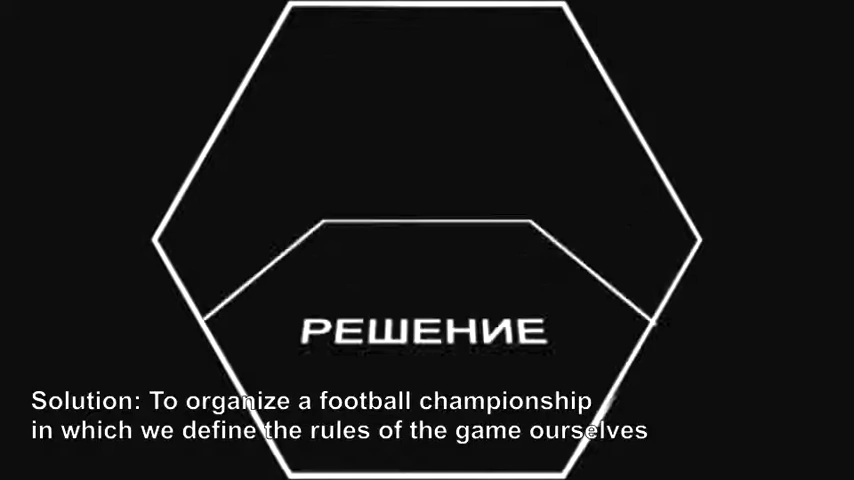 РЕШЕНИЕ
Solution: To organize a football championship
in which we define the rules of the game ourselves